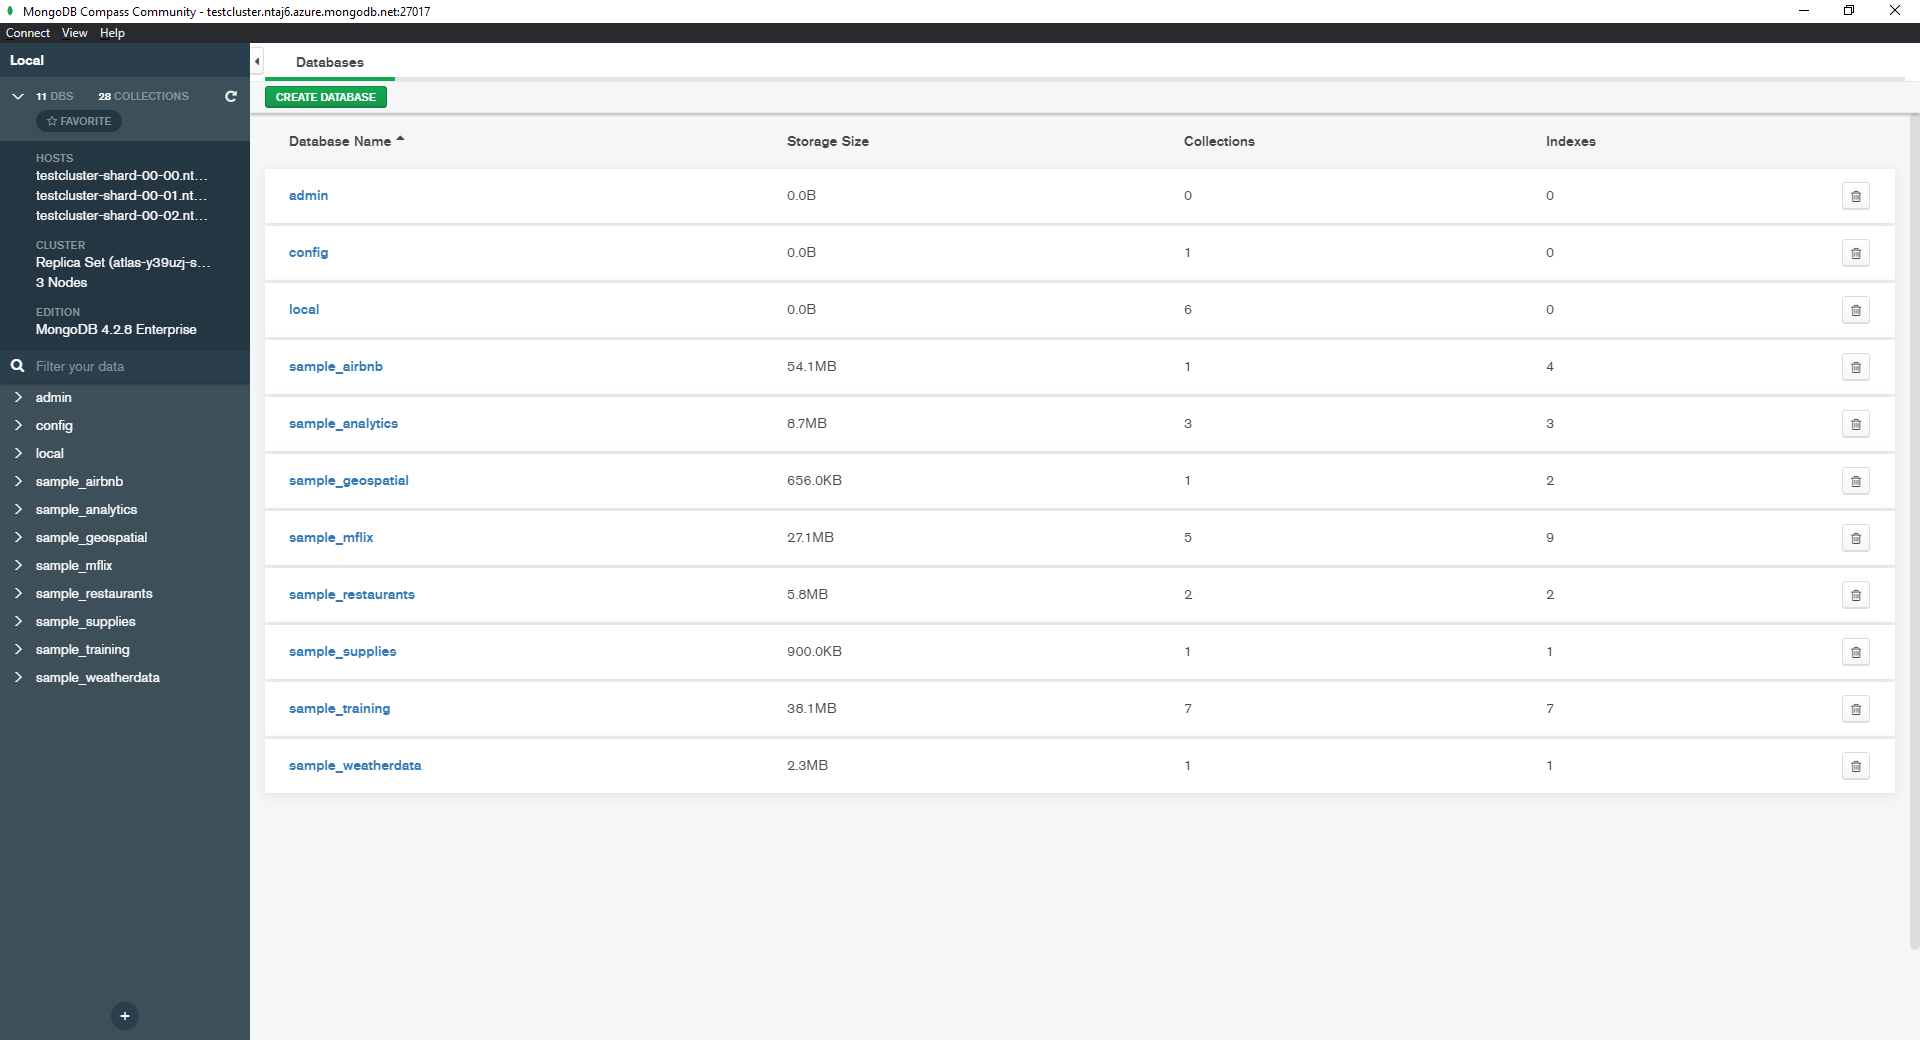 MongoDB Compass Community - testcluster.ntaj6.azure.mongodb.net:27017
Connect View Help
Local
11 DBS 28 COLLECTIONS
FAVORITE
HOSTS
testcluster-shard-00-00.nt...
testcluster-shard-00-01.nt...
testcluster-shard-00-02.nt...
CLUSTER
Replica Set (atlas-y39uzj-s...
3 Nodes
EDITION
MongoDB 4.2.8 Enterprise
Filter your data
admin
config
local
sample_airbnb
sample_analytics
sample_geospatial
sample_mflix
sample_restaurants
sample_supplies
sample_training
sample_weatherdata
+
Databases
CREATE DATABASE
Database Name Storage Size Collections Indexes
admin 0.0B 0 0
config 0.0B 1 0
local 0.0B 6 0
sample_airbnb 54.1MB 1 4
sample_analytics 8.7MB 3 3
sample_geospatial 656.0KB 1 2
sample_mflix 27.1MB 5 9
sample_restaurants 5.8MB 2 2
sample_supplies 900.0KB 1 1
sample_training 38.1MB 7 7
sample_weatherdata 2.3MB 1 1